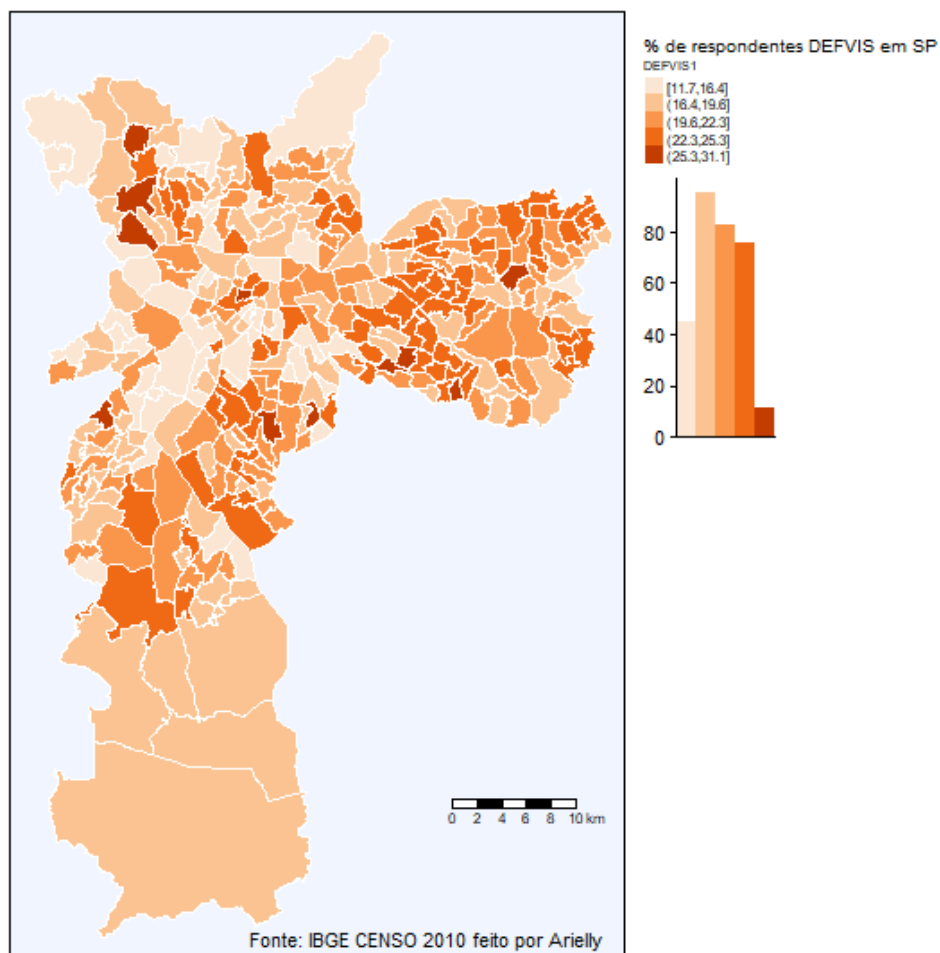 % de respondentes DEFVIS em SP
DEFVIS1
[11.7,16.4]
(16.4,19.6]
(19.6,22.3]
(22.3,25.3]
(25.3,31.1]
80
60
40
20
0
0 2 4 6 8 10 km
Fonte: IBGE CENSO 2010 feito por Arielly